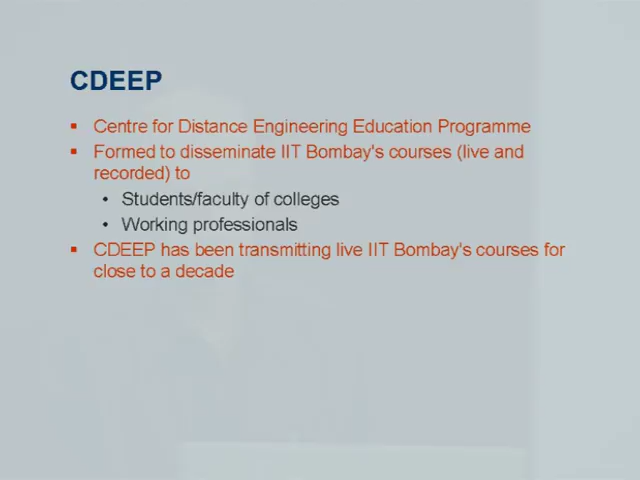 CDEEP
▪ Centre for Distance Engineering Education Programme
▪ Formed to disseminate IIT Bombay's courses (live and
recorded) to
• Students/faculty of colleges
• Working professionals
▪ CDEEP has been transmitting live IIT Bombay's courses for
close to a decade